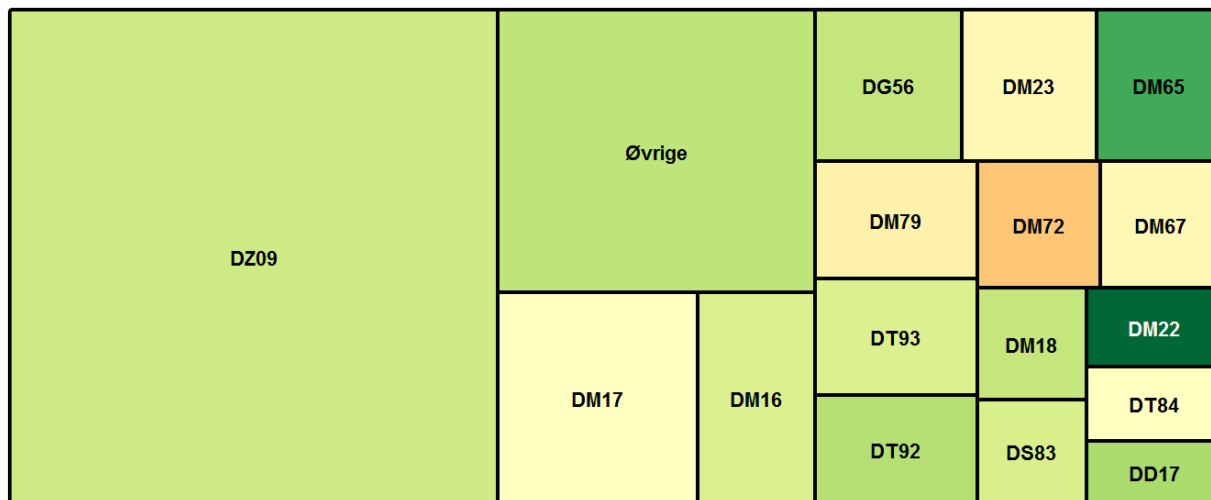 DZ09
Øvrige
DM17
DM16
DG56
DM23
DM65
DM79
DM72
DM67
DT93
DM18
DM22
DT84
DT92
DS83
DD17